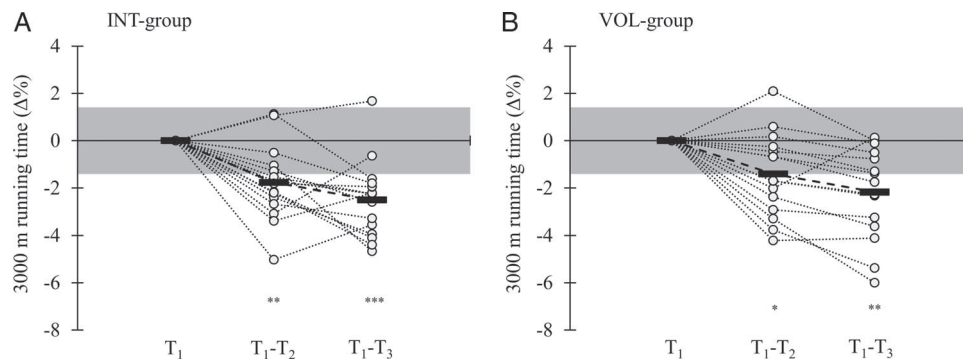 A INT-group
4
2
0
-2
-4
-6
-8
3000 m running time (Δ%)
** ***
T₁ T₁-T₂ T₁-T₃
B VOL-group
4
2
0
-2
-4
-6
-8
3000 m running time (Δ%)
* **
T₁ T₁-T₂ T₁-T₃